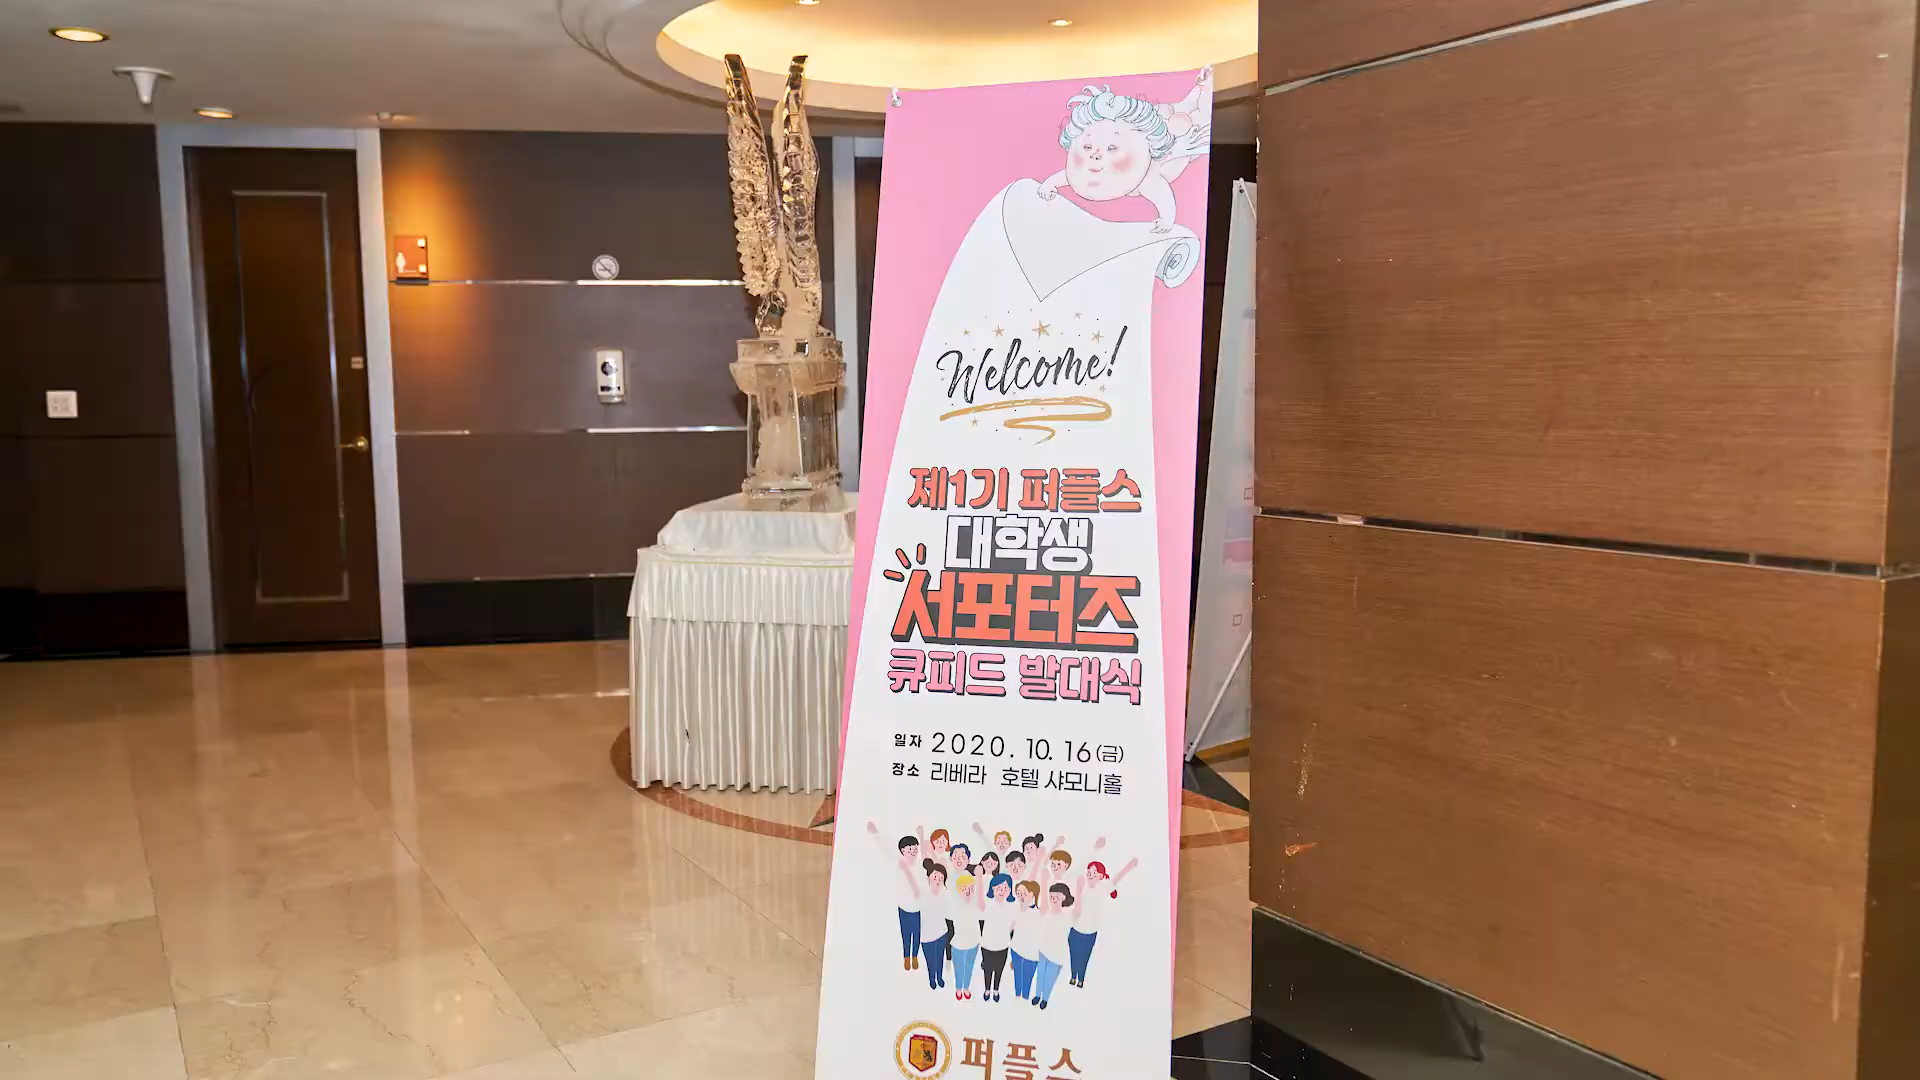 Welcome!
제1기 퍼플스
대학생
서포터즈
큐피드 발대식
일자 2020. 10. 16(금)
장소 리베라 호텔 샤모니홀
퍼플스